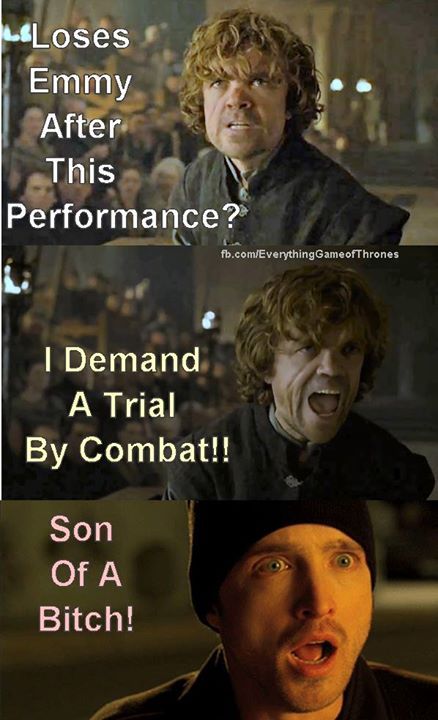 Loses
Emmy
After
This
Performance?
fb.com/EverythingGameofThrones
I Demand
A Trial
By Combat!!
Son
Of A
Bitch!